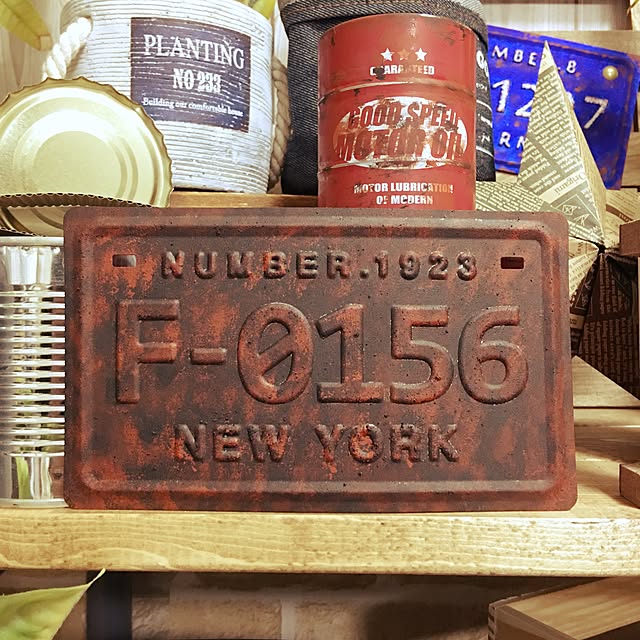 PLANTING
NO 233
Building our comfortable home
GUARANTEED
GOOD SPEED
MOTOR OIL
MOTOR LUBRICATION
OF MODERN
NUMBER.1923
F-0156
NEW YORK